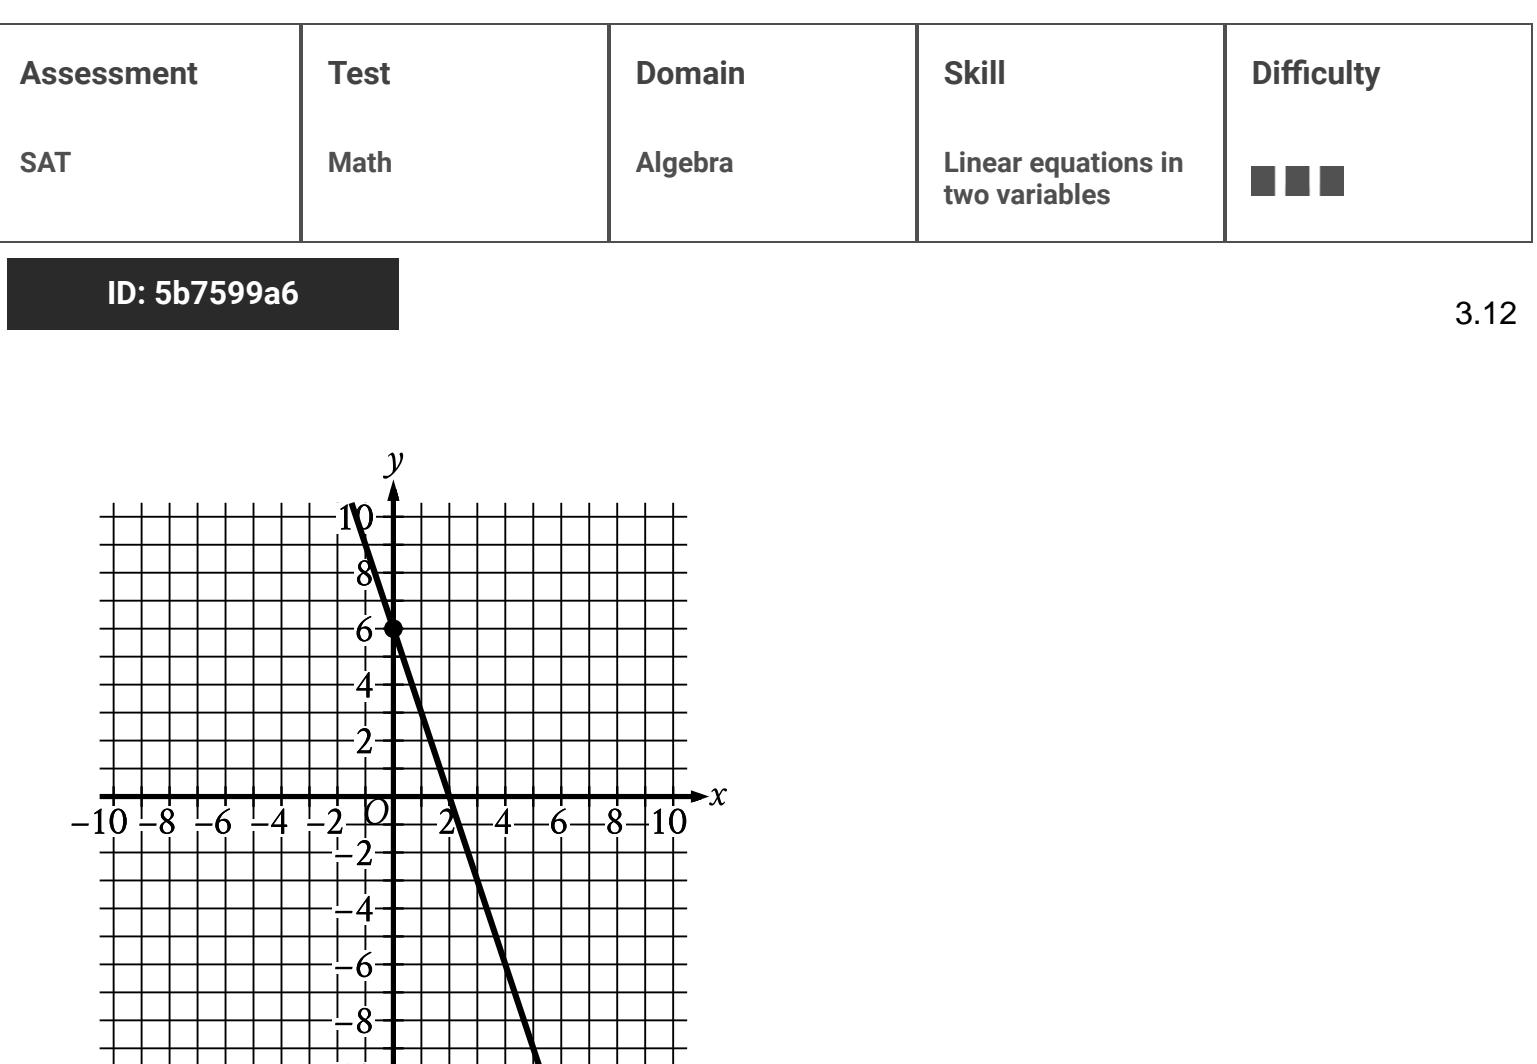 Assessment Test Domain Skill Difficulty
SAT Math Algebra Linear equations in
two variables
ID: 5b7599a6
3.12
y
10
8
6
4
2
x
−10 −8 −6 −4 −2 O 2 4 6 8 10
−2
−4
−6
−8